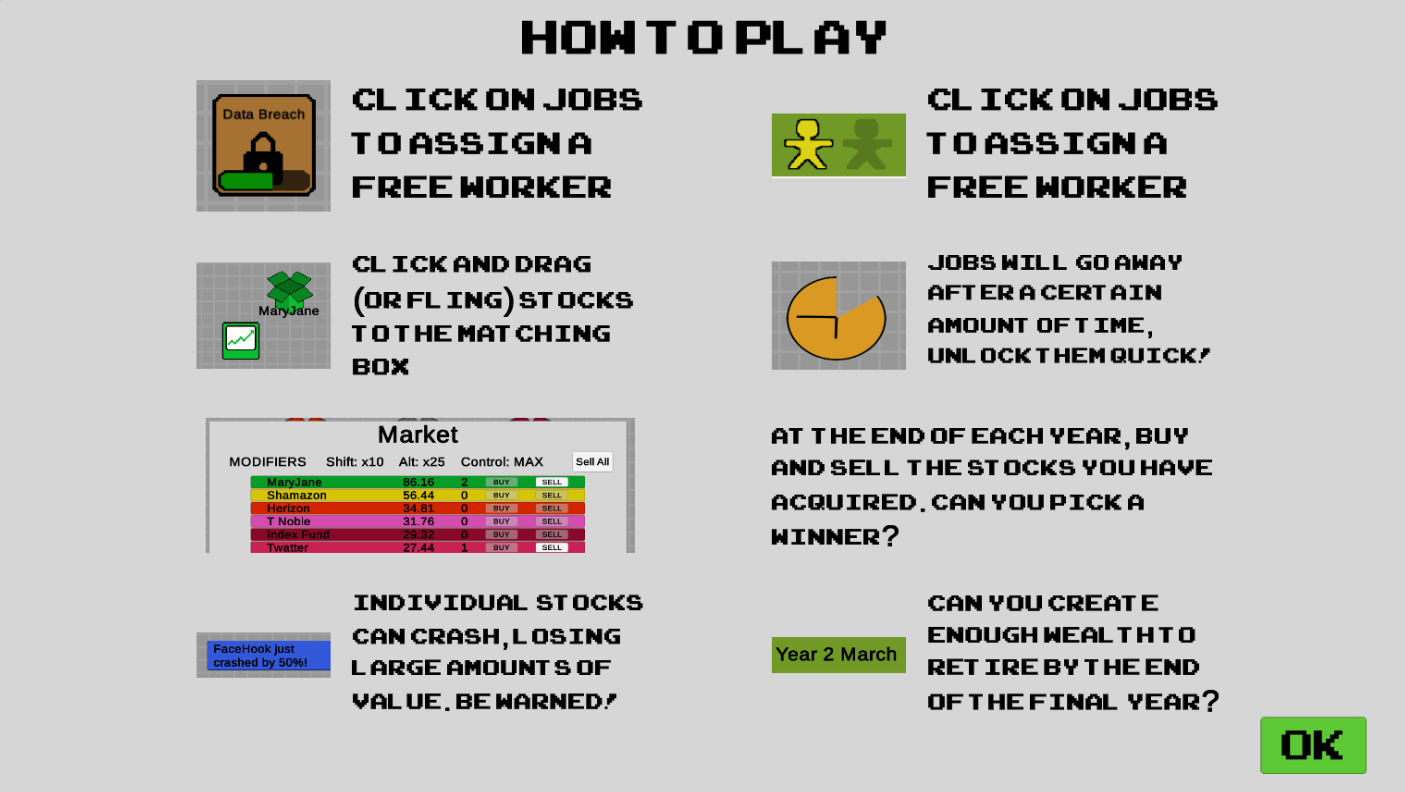 HOW TO PLAY
Data Breach
CLICK ON JOBS
TO ASSIGN A
FREE WORKER
CLICK ON JOBS
TO ASSIGN A
FREE WORKER
MaryJane
CLICK AND DRAG
(OR FLING) STOCKS
TO THE MATCHING
BOX
JOBS WILL GO AWAY
AFTER A CERTAIN
AMOUNT OF TIME,
UNLOCK THEM QUICK!
Market
MODIFIERS Shift: x10 Alt: x25 Control: MAX Sell All
MaryJane 86.16 2 BUY SELL
Shamazon 56.44 0 BUY SELL
Herizon 34.81 0 BUY SELL
T Noble 31.76 0 BUY SELL
Index Fund 29.32 0 BUY SELL
Twatter 27.44 1 BUY SELL
AT THE END OF EACH YEAR, BUY
AND SELL THE STOCKS YOU HAVE
ACQUIRED. CAN YOU PICK A
WINNER?
FaceHook just
crashed by 50%!
INDIVIDUAL STOCKS
CAN CRASH, LOSING
LARGE AMOUNTS OF
VALUE. BE WARNED!
Year 2 March
CAN YOU CREATE
ENOUGH WEALTH TO
RETIRE BY THE END
OF THE FINAL YEAR?
OK